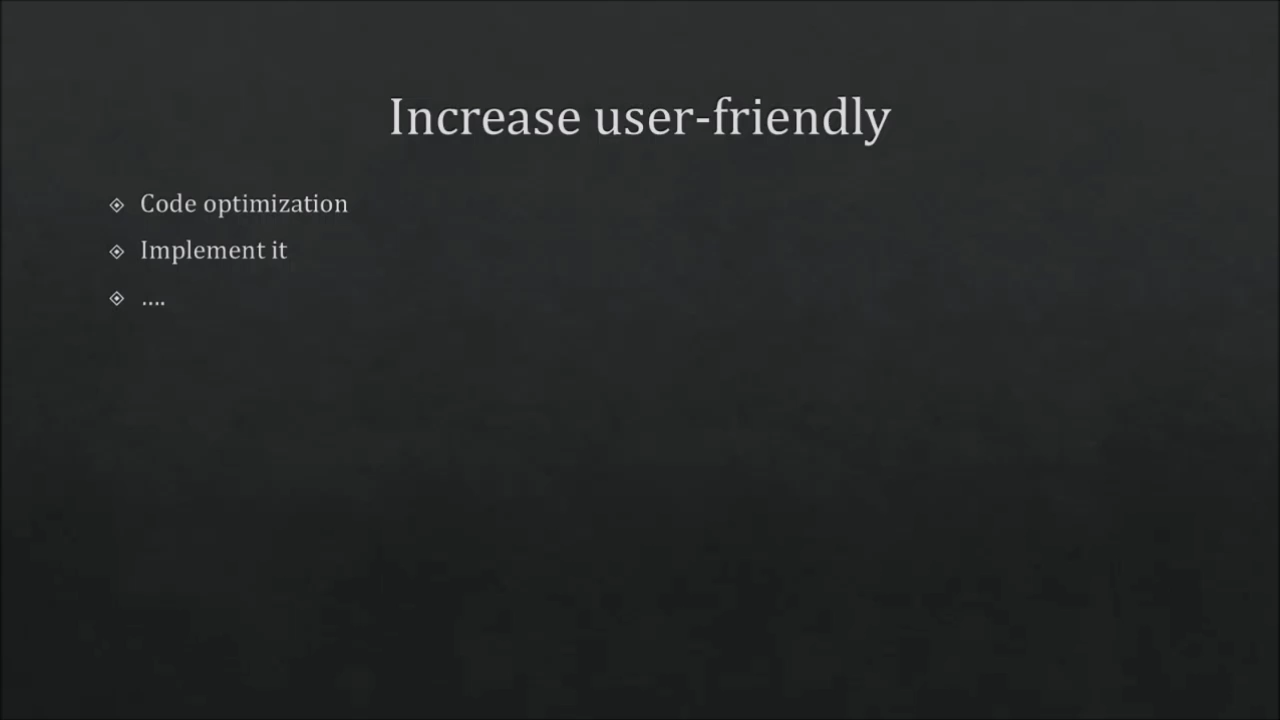 Increase user-friendly
Code optimization
Implement it
....